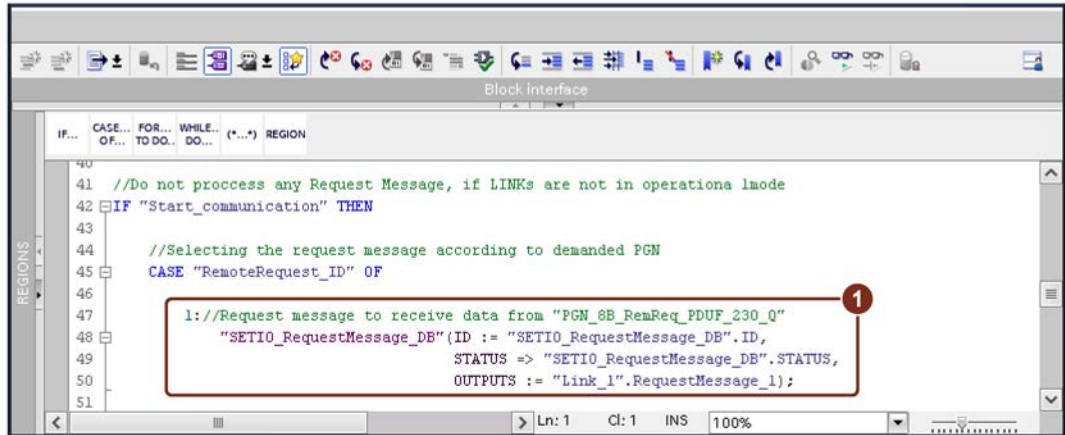 Block interface
IF... CASE... OF... FOR... TO DO.. WHILE.. DO... (*...*) REGION
REGIONS
40
41 //Do not proccess any Request Message, if LINKs are not in operationa lmode
42 IF "Start_communication" THEN
43
44 //Selecting the request message according to demanded PGN
45 CASE "RemoteRequest_ID" OF
46
1
47 1://Request message to receive data from "PGN_8B_RemReq_PDUF_230_Q"
48 "SETIO_RequestMessage_DB"(ID := "SETIO_RequestMessage_DB".ID,
49 STATUS => "SETIO_RequestMessage_DB".STATUS,
50 OUTPUTS := "Link_1".RequestMessage_1);
51
Ln: 1 Cl: 1 INS 100%